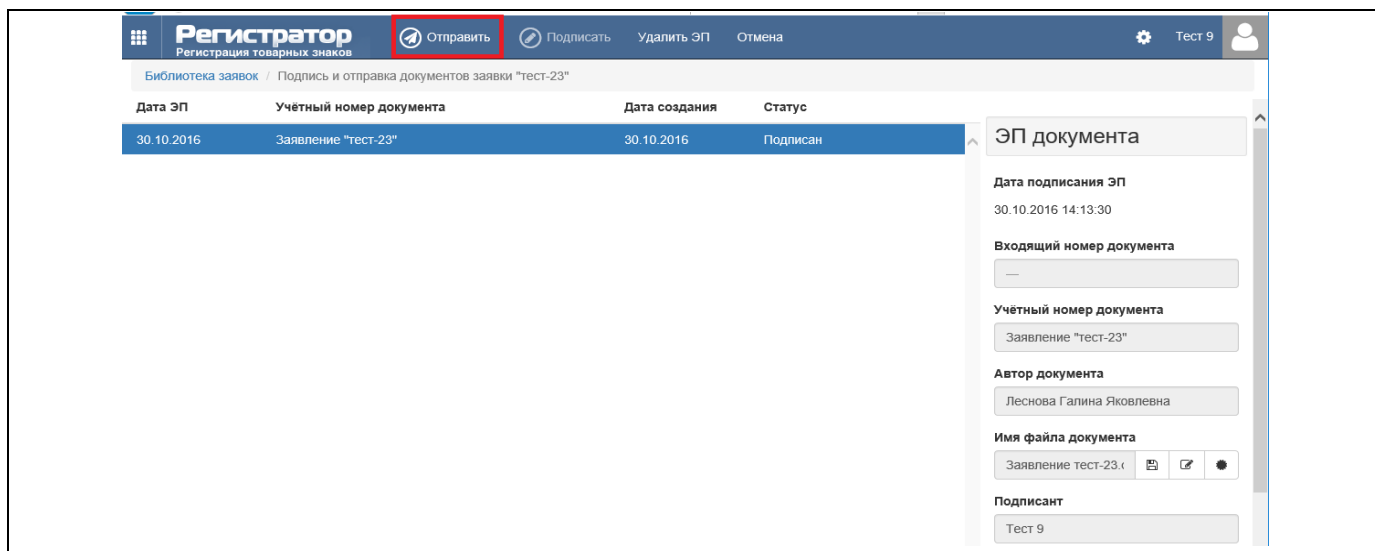 Регистратор
Регистрация товарных знаков
Отправить
Подписать
Удалить ЭП
Отмена
Тест 9
Библиотека заявок / Подпись и отправка документов заявки "тест-23"
Дата ЭП Учётный номер документа Дата создания Статус
30.10.2016 Заявление "тест-23" 30.10.2016 Подписан
ЭП документа
Дата подписания ЭП
30.10.2016 14:13:30
Входящий номер документа
—
Учётный номер документа
Заявление "тест-23"
Автор документа
Леснова Галина Яковлевна
Имя файла документа
Заявление тест-23.
Подписант
Тест 9